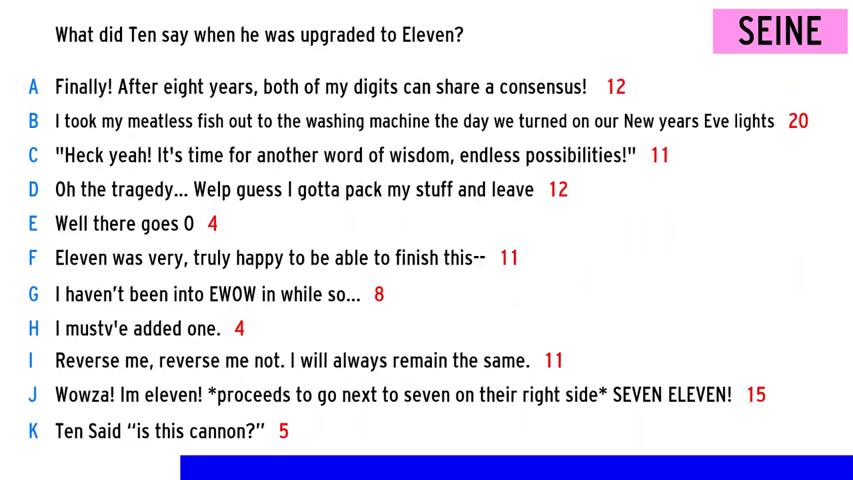 What did Ten say when he was upgraded to Eleven?
SEINE
A Finally! After eight years, both of my digits can share a consensus! 12
B I took my meatless fish out to the washing machine the day we turned on our New years Eve lights 20
C "Heck yeah! It's time for another word of wisdom, endless possibilities!" 11
D Oh the tragedy... Welp guess I gotta pack my stuff and leave 12
E Well there goes 0 4
F Eleven was very, truly happy to be able to finish this-- 11
G I haven’t been into EWOW in while so... 8
H I mustv'e added one. 4
I Reverse me, reverse me not. I will always remain the same. 11
J Wowza! Im eleven! *proceeds to go next to seven on their right side* SEVEN ELEVEN! 15
K Ten Said “is this cannon?” 5